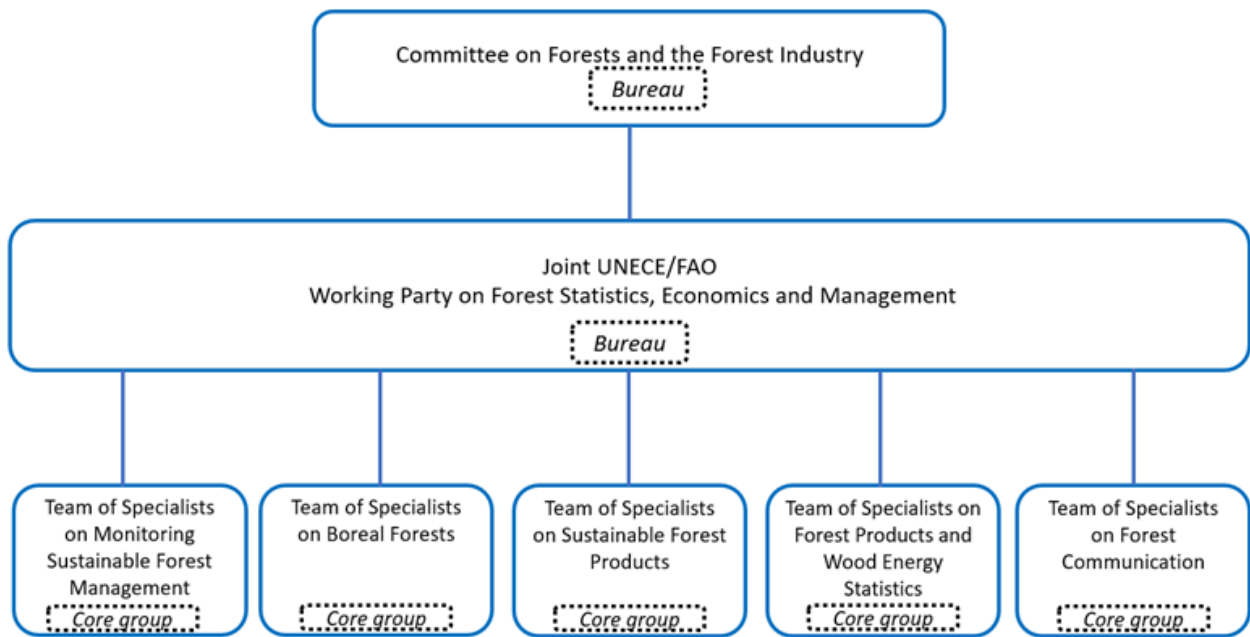 Committee on Forests and the Forest Industry
Bureau
Joint UNECE/FAO
Working Party on Forest Statistics, Economics and Management
Bureau
Team of Specialists
on Monitoring
Sustainable Forest
Management
Core group
Team of Specialists
on Boreal Forests
Core group
Team of Specialists
on Sustainable Forest
Products
Core group
Team of Specialists on
Forest Products and
Wood Energy
Statistics
Core group
Team of Specialists
on Forest
Communication
Core group